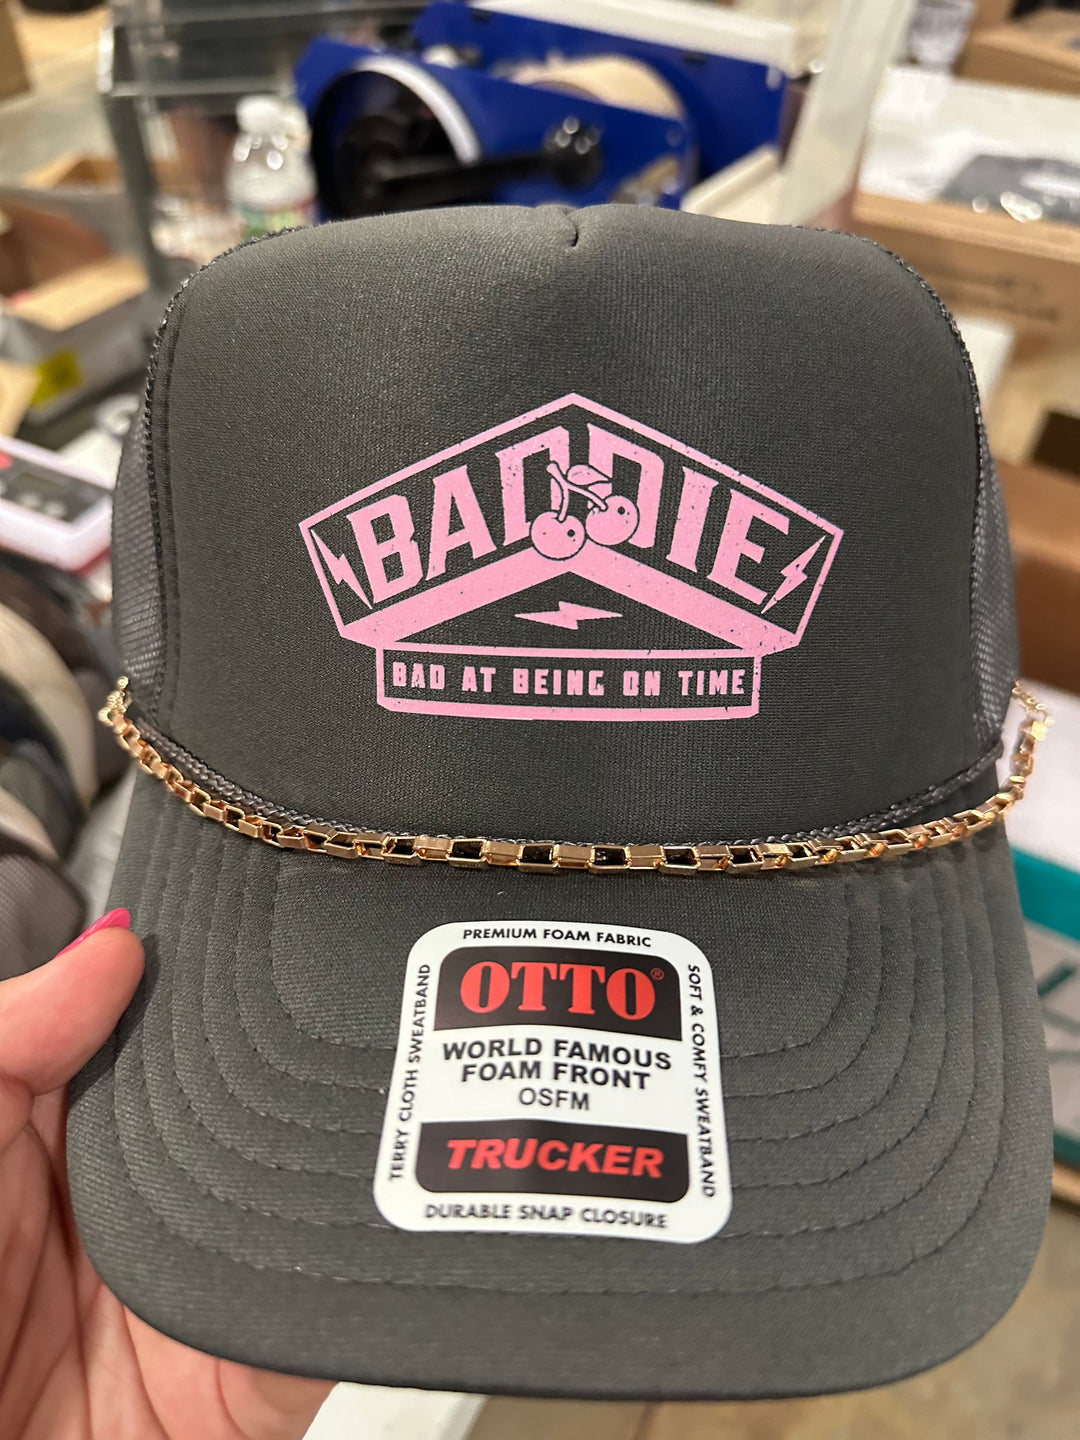 BADDIE
BAD AT BEING ON TIME
PREMIUM FOAM FABRIC
OTTO®
WORLD FAMOUS
FOAM FRONT
OSFM
TRUCKER
DURABLE SNAP CLOSURE
TERRY CLOTH SWEATBAND
SOFT & COMFY SWEATBAND